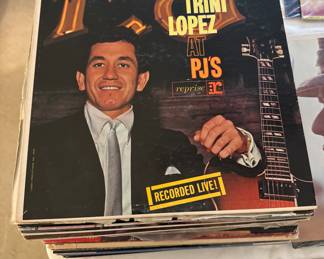 TRINI
LOPEZ
AT
PJ'S
reprise
RECORDED LIVE!